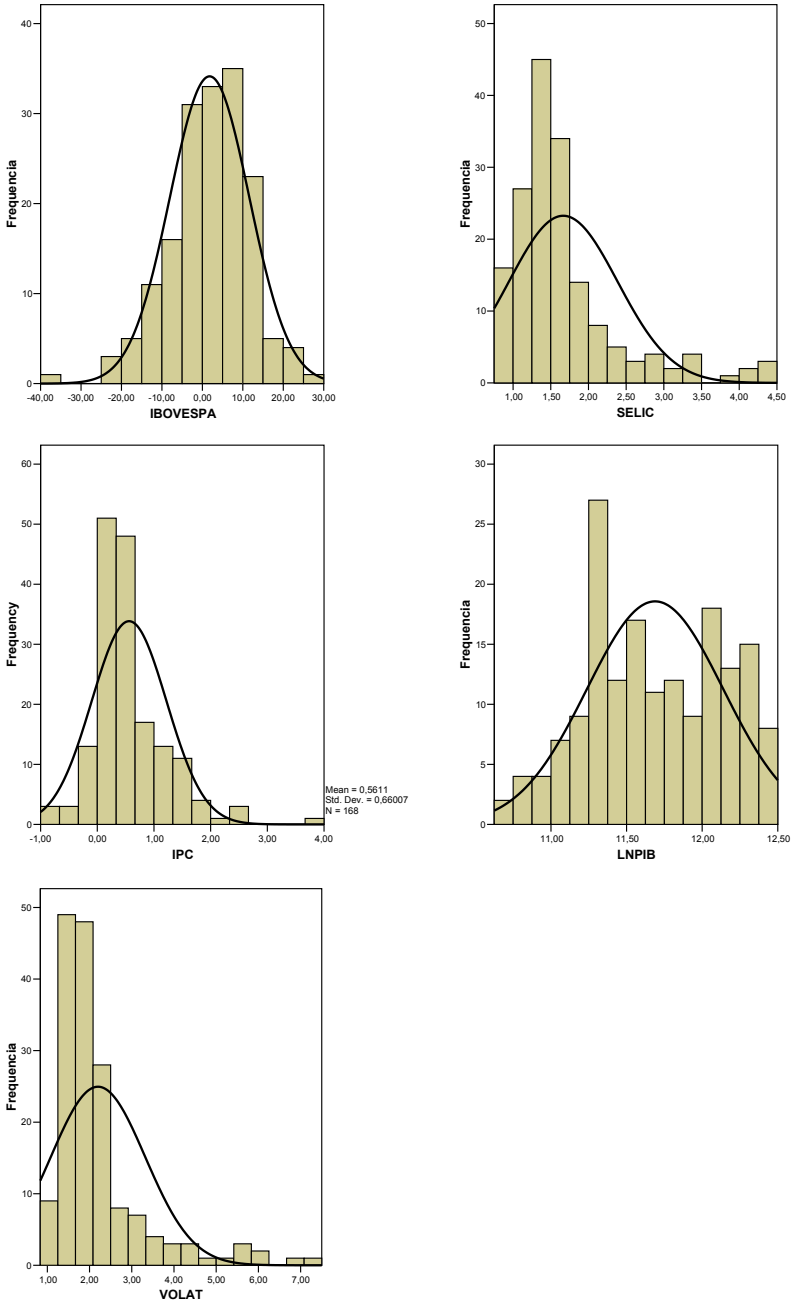 40
30
20
10
0
Frequencia
-40,00 -30,00 -20,00 -10,00 0,00 10,00 20,00 30,00
IBOVESPA
50
40
30
20
10
0
Frequencia
1,00 1,50 2,00 2,50 3,00 3,50 4,00 4,50
SELIC
60
50
40
30
20
10
0
Frequency
-1,00 0,00 1,00 2,00 3,00 4,00
IPC
Mean = 0,5611
Std. Dev. = 0,66007
N = 168
30
25
20
15
10
5
0
Frequencia
11,00 11,50 12,00 12,50
LNPIB
50
40
30
20
10
0
Frequencia
1,00 2,00 3,00 4,00 5,00 6,00 7,00
VOLAT